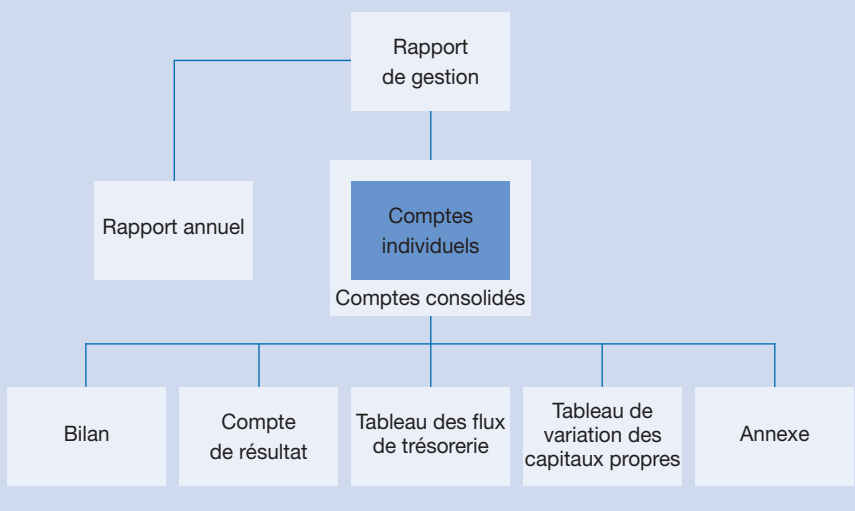 Rapport
de gestion
Rapport annuel
Comptes
individuels
Comptes consolidés
Bilan
Compte
de résultat
Tableau des flux
de trésorerie
Tableau de
variation des
capitaux propres
Annexe